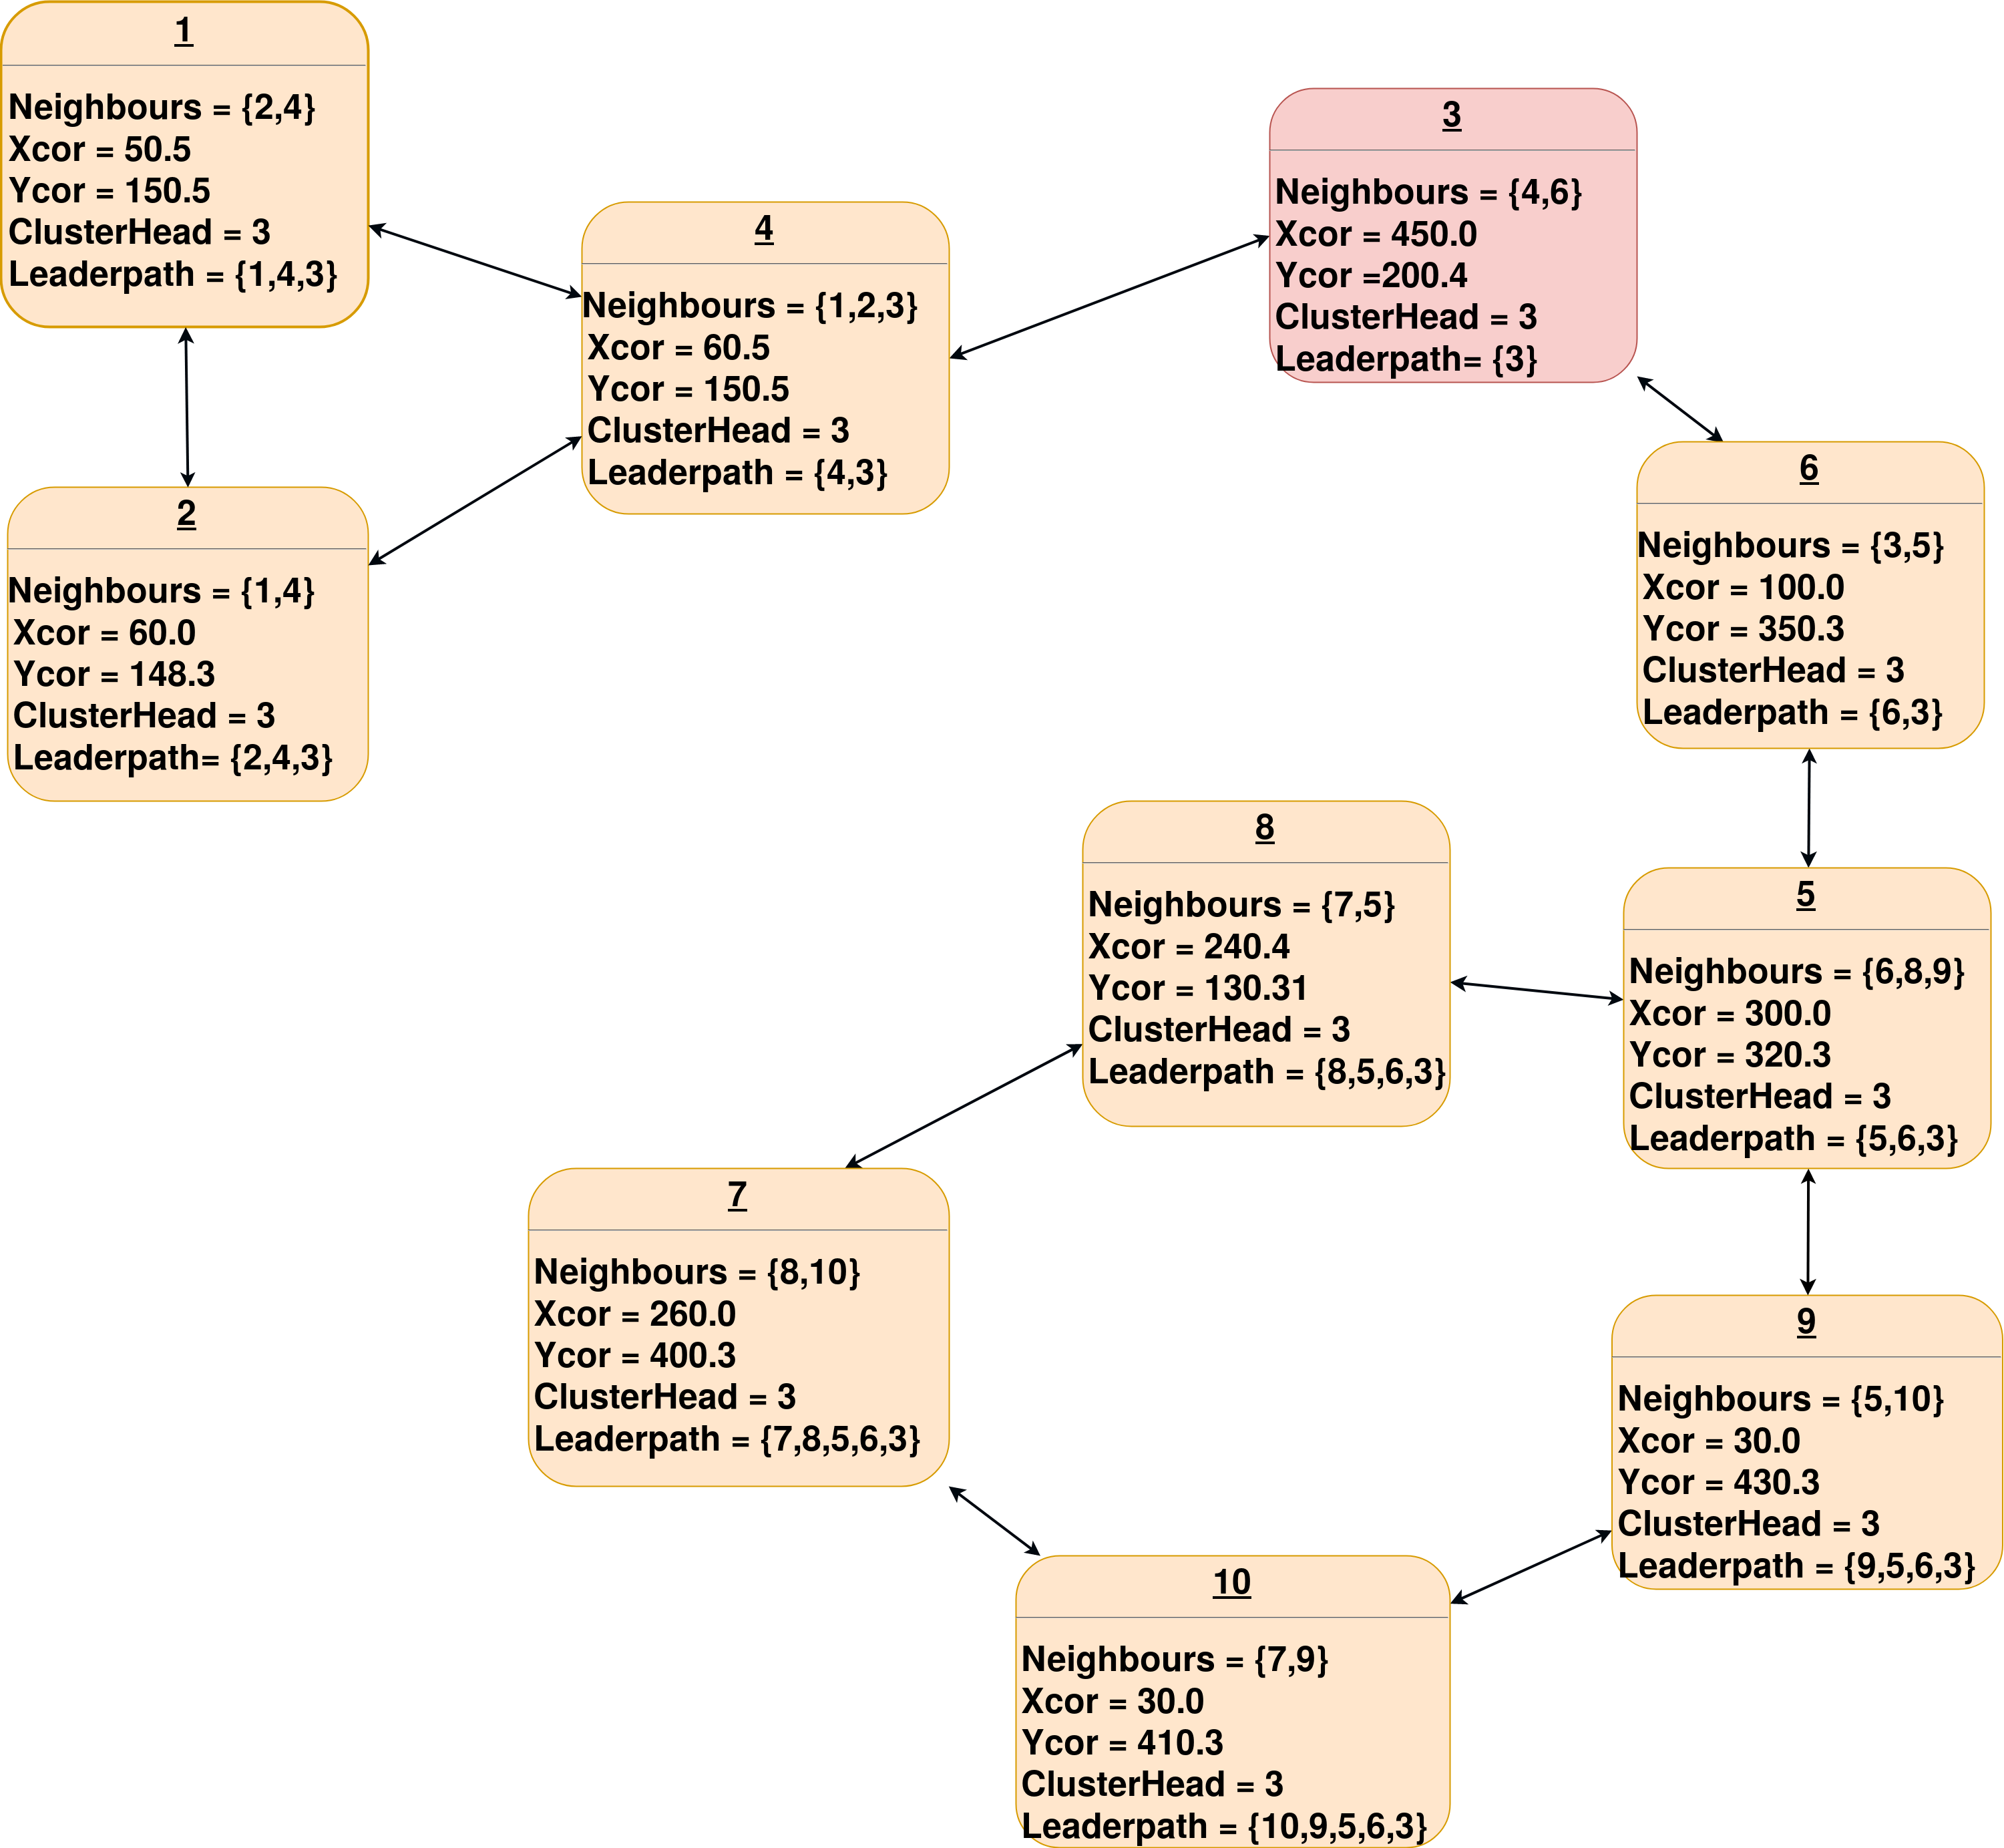 1
Neighbours = {2,4}
Xcor = 50.5
Ycor = 150.5
ClusterHead = 3
Leaderpath = {1,4,3}
3
Neighbours = {4,6}
Xcor = 450.0
Ycor =200.4
ClusterHead = 3
Leaderpath= {3}
4
Neighbours = {1,2,3}
Xcor = 60.5
Ycor = 150.5
ClusterHead = 3
Leaderpath = {4,3}
2
Neighbours = {1,4}
Xcor = 60.0
Ycor = 148.3
ClusterHead = 3
Leaderpath= {2,4,3}
6
Neighbours = {3,5}
Xcor = 100.0
Ycor = 350.3
ClusterHead = 3
Leaderpath = {6,3}
8
Neighbours = {7,5}
Xcor = 240.4
Ycor = 130.31
ClusterHead = 3
Leaderpath = {8,5,6,3}
5
Neighbours = {6,8,9}
Xcor = 300.0
Ycor = 320.3
ClusterHead = 3
Leaderpath = {5,6,3}
7
Neighbours = {8,10}
Xcor = 260.0
Ycor = 400.3
ClusterHead = 3
Leaderpath = {7,8,5,6,3}
9
Neighbours = {5,10}
Xcor = 30.0
Ycor = 430.3
ClusterHead = 3
Leaderpath = {9,5,6,3}
10
Neighbours = {7,9}
Xcor = 30.0
Ycor = 410.3
ClusterHead = 3
Leaderpath = {10,9,5,6,3}